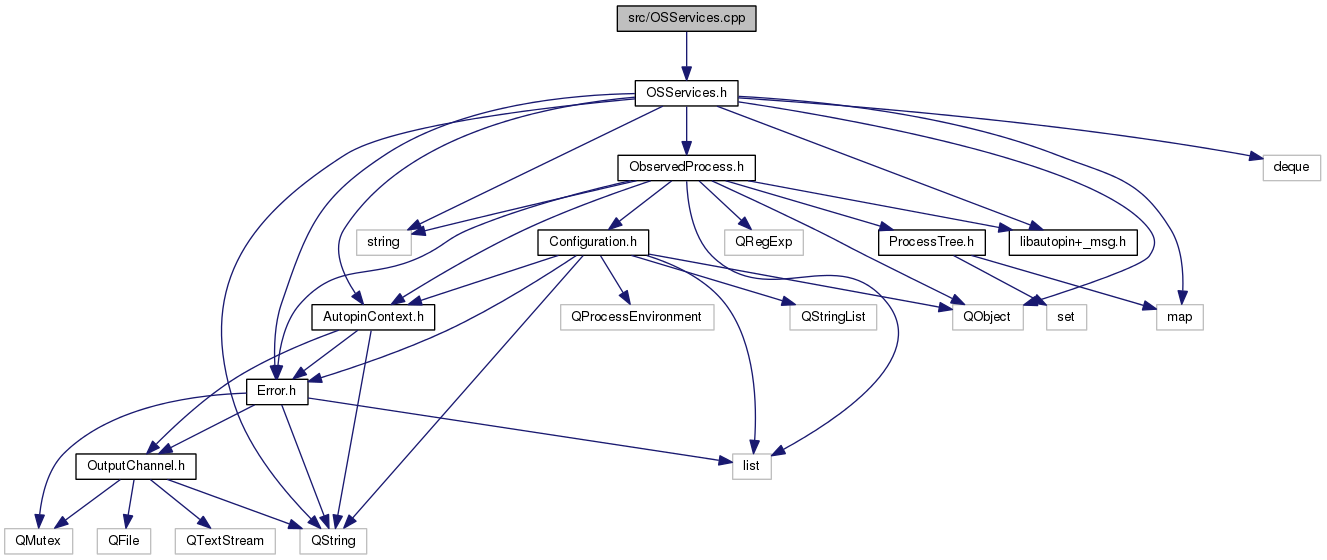 src/OSServices.cpp
OSServices.h
ObservedProcess.h
deque
string
Configuration.h
QRegExp
ProcessTree.h
libautopin+_msg.h
AutopinContext.h
QProcessEnvironment
QStringList
QObject
set
map
Error.h
OutputChannel.h
list
QMutex
QFile
QTextStream
QString